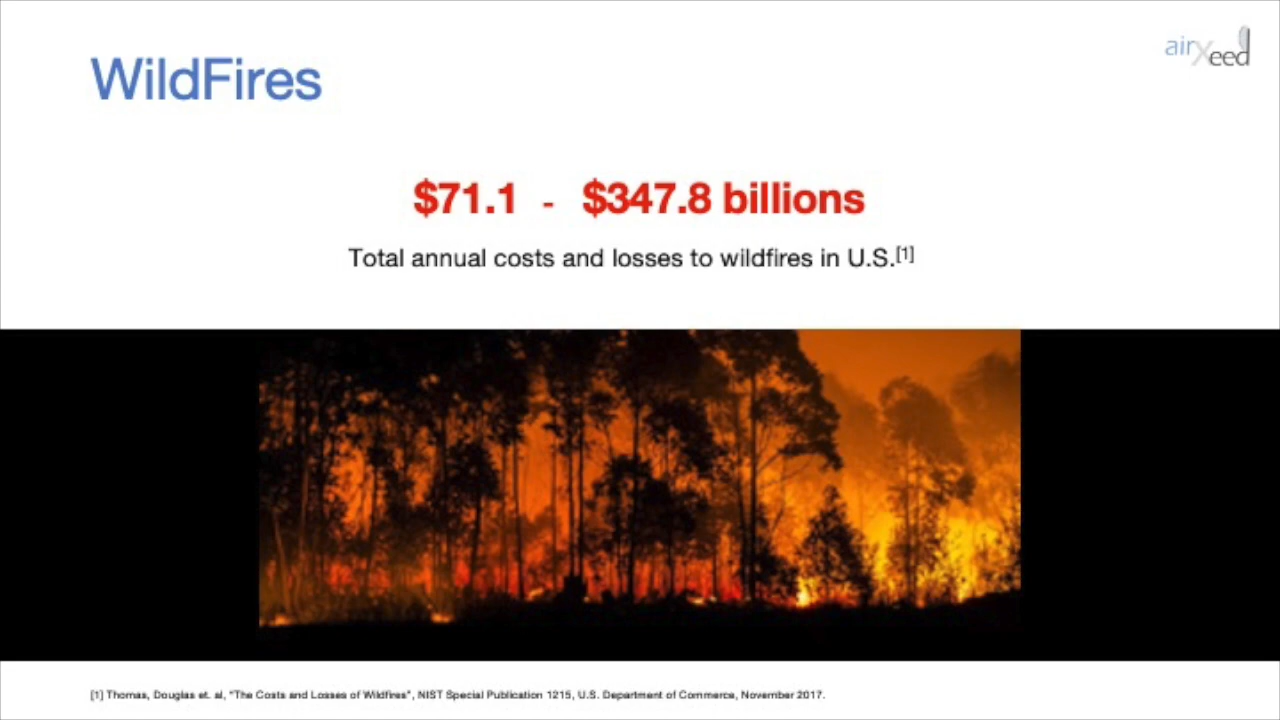 airXeed
WildFires
$71.1 - $347.8 billions
Total annual costs and losses to wildfires in U.S.[1]
[1] Thomas, Douglas et. al, "The Costs and Losses of Wildfires", NIST Special Publication 1215, U.S. Department of Commerce, November 2017.